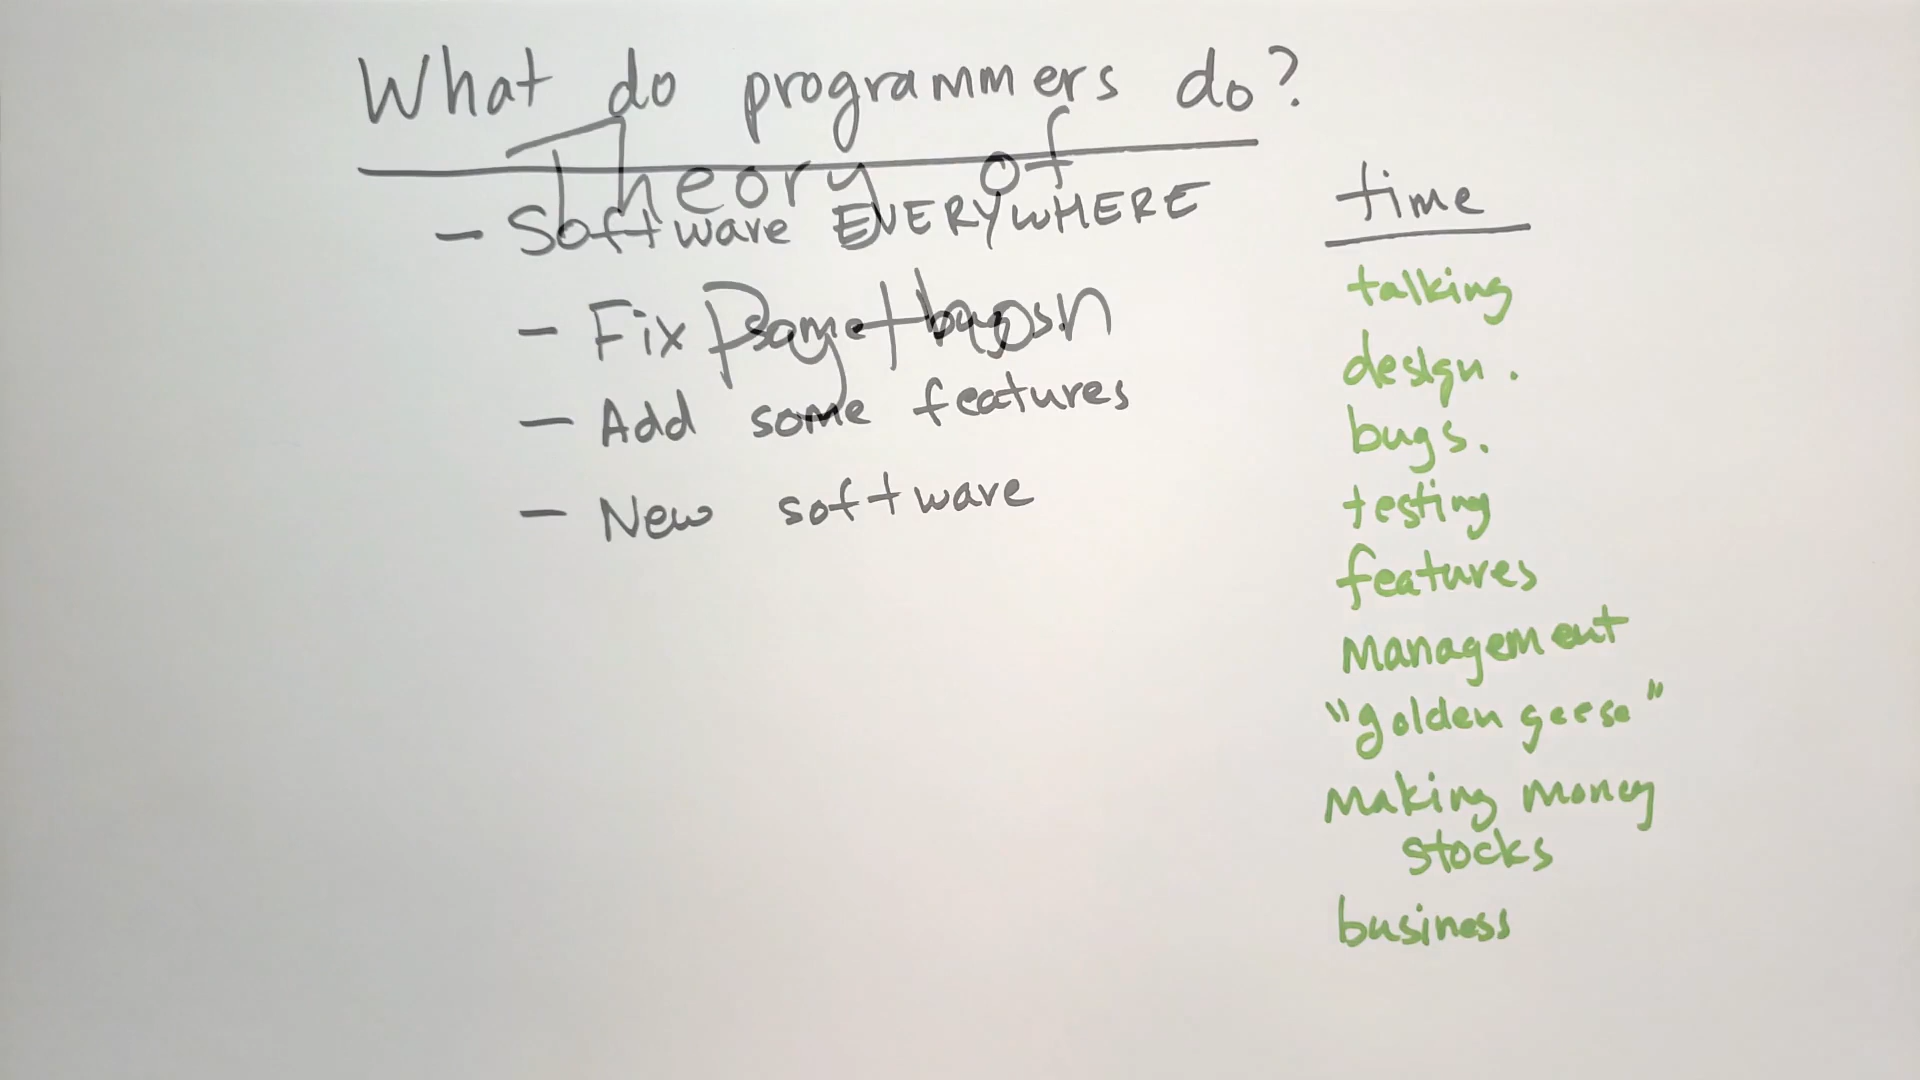 What do programmers do?
Theory of
- Software EVERYWHERE
- Fix some bugs.
- Add some features
- New software
time
talking
design.
bugs.
testing
features
Management
"golden geese"
Making money
stocks
business